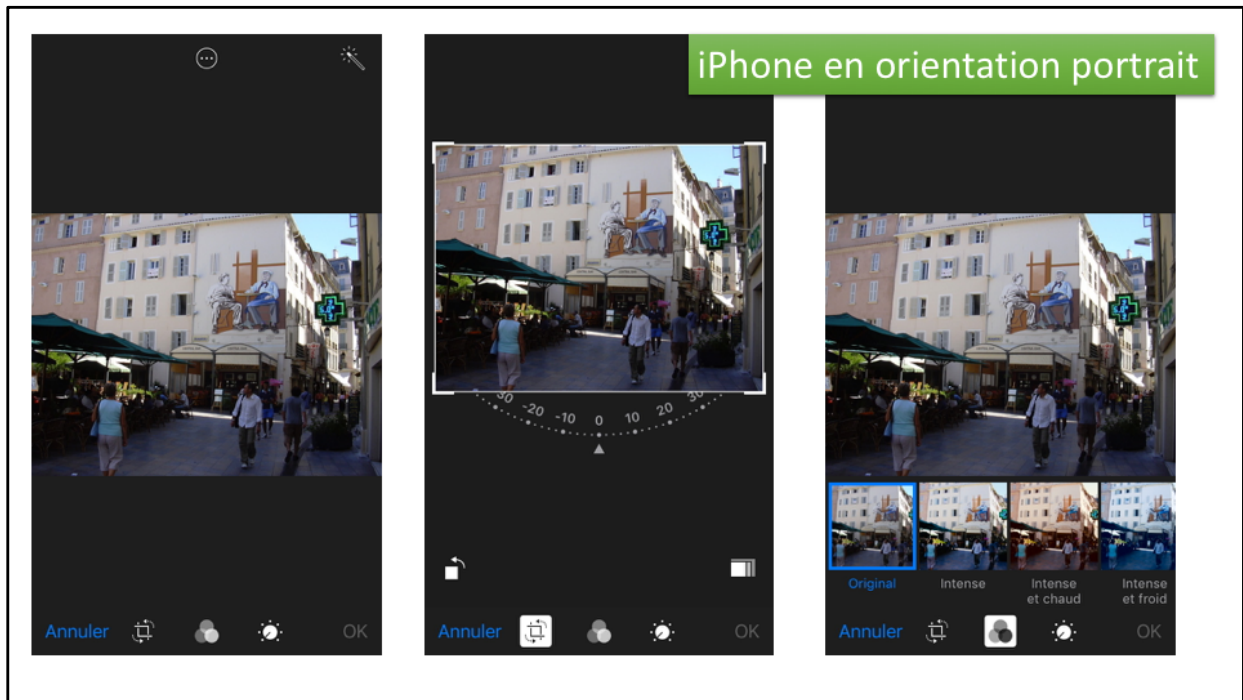 iPhone en orientation portrait
Annuler
OK
30 -20 -10 0 10 20 30
Annuler
OK
Original
Intense
Intense
et chaud
Intense
et froid
Annuler
OK